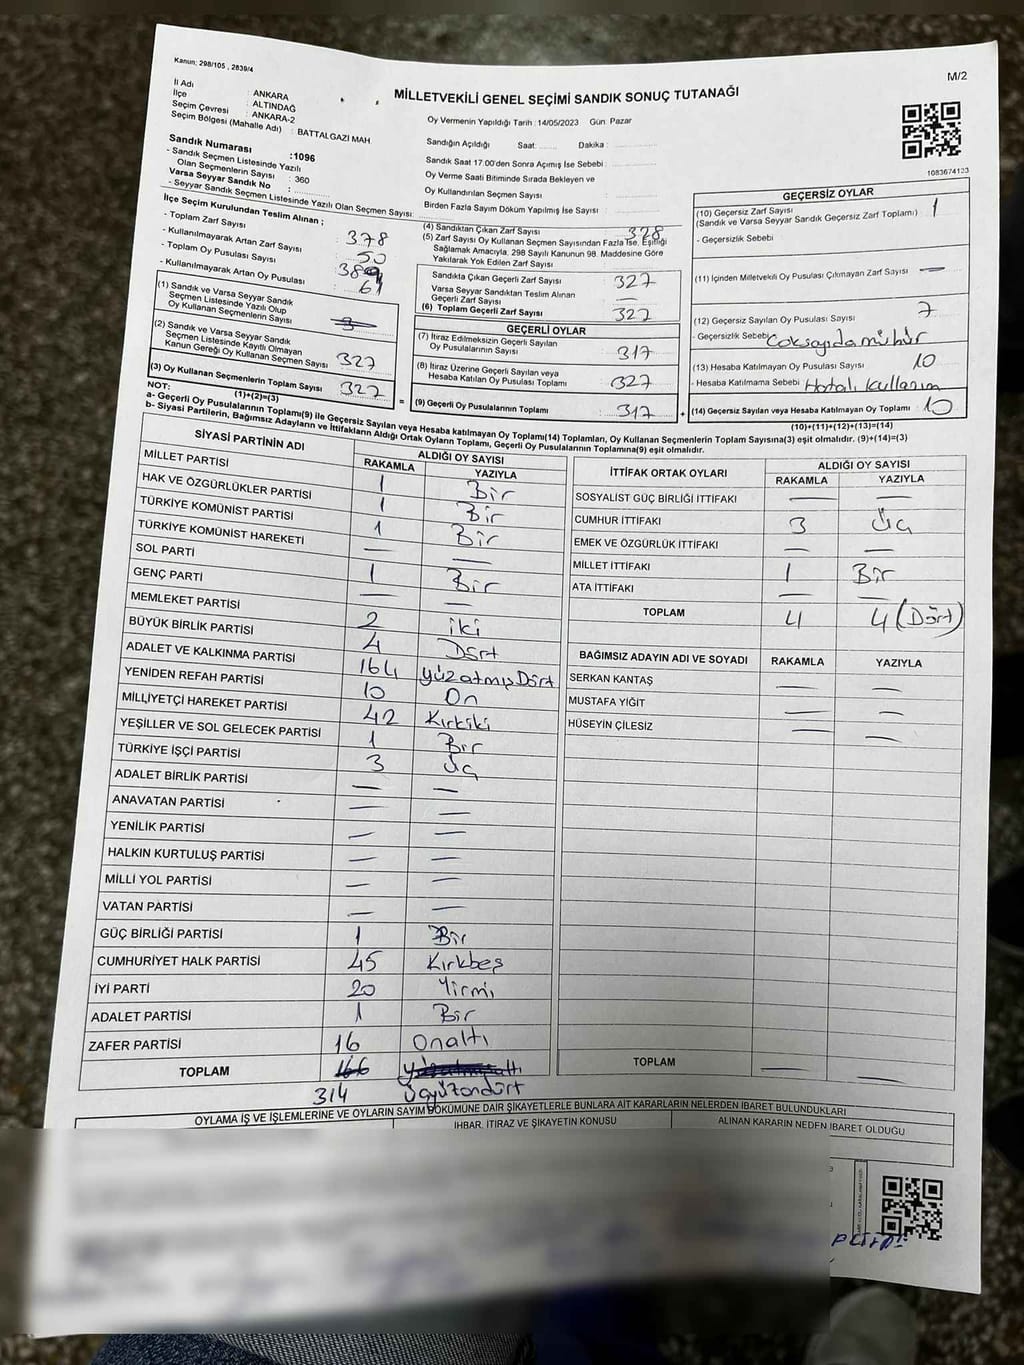 Kanun: 298/105 , 2839/4
M/2
MİLLETVEKİLİ GENEL SEÇİMİ SANDIK SONUÇ TUTANAĞI
İl Adı : ANKARA
İlçe : ALTINDAĞ
Seçim Çevresi : ANKARA-2
Seçim Bölgesi (Mahalle Adı) : BATTALGAZİ MAH
Sandık Numarası :1096
- Sandık Seçmen Listesinde Yazılı
Olan Seçmenlerin Sayısı : 360
Varsa Seyyar Sandık No :
- Seyyar Sandık Seçmen Listesinde Yazılı Olan Seçmen Sayısı:
Oy Vermenin Yapıldığı Tarih :14/05/2023 Gün Pazar
Sandığın Açıldığı Saat: Dakika :
Sandık Saat 17.00'den Sonra Açımış İse Sebebi :
Oy Verme Saati Bitiminde Sırada Bekleyen ve
Oy Kullandırılan Seçmen Sayısı :
Birden Fazla Sayım Döküm Yapılmış İse Sayısı :
1083674133
İlçe Seçim Kurulundan Teslim Alınan ;
- Toplam Zarf Sayısı : 378
- Kullanılmayarak Artan Zarf Sayısı : 50
- Toplam Oy Pusulası Sayısı :
- Kullanılmayarak Artan Oy Pusulası : 61
(1) Sandık ve Varsa Seyyar Sandık
Seçmen Listesinde Yazılı Olup
Oy Kullanan Seçmenlerin Sayısı :
(2) Sandık ve Varsa Seyyar Sandık
Seçmen Listesinde Kayıtlı Olmayan
Kanun Gereği Oy Kullanan Seçmen Sayısı : 327
(3) Oy Kullanan Seçmenlerin Toplam Sayısı : 327
(1)+(2)=(3)
(4) Sandıktan Çıkan Zarf Sayısı : 328
(5) Zarf Sayısı Oy Kullanan Seçmen Sayısından Fazla İse, Eşitliği
Sağlamak Amacıyla, 298 Sayılı Kanunun 98. Maddesine Göre
Yakılarak Yok Edilen Zarf Sayısı :
Sandıkta Çıkan Geçerli Zarf Sayısı : 327
Varsa Seyyar Sandıktan Teslim Alınan
Geçerli Zarf Sayısı : —
(6) Toplam Geçerli Zarf Sayısı : 327
GEÇERLİ OYLAR
(7) İtiraz Edilmeksizin Geçerli Sayılan
Oy Pusulalarının Sayısı : 317
(8) İtiraz Üzerine Geçerli Sayılan veya
Hesaba Katılan Oy Pusulası Toplamı : 327
= (9) Geçerli Oy Pusulalarının Toplamı : 317 +
GEÇERSİZ OYLAR
(10) Geçersiz Zarf Sayısı : 1
(Sandık ve Varsa Seyyar Sandık Geçersiz Zarf Toplamı)
- Geçersizlik Sebebi :
(11) İçinden Milletvekili Oy Pusulası Çıkmayan Zarf Sayısı : —
(12) Geçersiz Sayılan Oy Pusulası Sayısı : 7
- Geçersizlik Sebebi : Çoksayıda mühür
(13) Hesaba Katılmayan Oy Pusulası Sayısı : 10
- Hesaba Katılmama Sebebi : Hatalı Kullanım
(14) Geçersiz Sayılan veya Hesaba Katılmayan Oy Toplamı : 10
(10)+(11)+(12)+(13)=(14)
NOT:
a- Geçerli Oy Pusulalarının Toplamı(9) ile Geçersiz Sayılan veya Hesaba Katılmayan Oy Toplamı(14) Toplamları, Oy Kullanan Seçmenlerin Toplam Sayısına(3) eşit olmalıdır. (9)+(14)=(3)
b- Siyasi Partilerin, Bağımsız Adayların ve İttifakların Aldığı Ortak Oyların Toplamı, Geçerli Oy Pusulalarının Toplamına(9) eşit olmalıdır.
SİYASİ PARTİNİN ADI ALDIĞI OY SAYISI
RAKAMLA YAZIYLA
MİLLET PARTİSİ 1 Bir
HAK VE ÖZGÜRLÜKLER PARTİSİ 1 Bir
TÜRKİYE KOMÜNİST PARTİSİ 1 Bir
TÜRKİYE KOMÜNİST HAREKETİ — —
SOL PARTİ 1 Bir
GENÇ PARTİ — —
MEMLEKET PARTİSİ 2 iki
BÜYÜK BİRLİK PARTİSİ 4 Dört
ADALET VE KALKINMA PARTİSİ 164 yüzatmışDört
YENİDEN REFAH PARTİSİ 10 On
MİLLİYETÇİ HAREKET PARTİSİ 42 Kırkiki
YEŞİLLER VE SOL GELECEK PARTİSİ 1 Bir
TÜRKİYE İŞÇİ PARTİSİ 3 Üç
ADALET BİRLİK PARTİSİ — —
ANAVATAN PARTİSİ — —
YENİLİK PARTİSİ — —
HALKIN KURTULUŞ PARTİSİ — —
MİLLİ YOL PARTİSİ — —
VATAN PARTİSİ — —
GÜÇ BİRLİĞİ PARTİSİ 1 Bir
CUMHURİYET HALK PARTİSİ 45 Kırkbeş
İYİ PARTİ 20 Yirmi
ADALET PARTİSİ 1 Bir
ZAFER PARTİSİ 16 Onaltı
TOPLAM 166
314 Üçyüzondürt
İTTİFAK ORTAK OYLARI ALDIĞI OY SAYISI
RAKAMLA YAZIYLA
SOSYALİST GÜÇ BİRLİĞİ İTTİFAKI — —
CUMHUR İTTİFAKI 3 Üç
EMEK VE ÖZGÜRLÜK İTTİFAKI — —
MİLLET İTTİFAKI 1 Bir
ATA İTTİFAKI — —
TOPLAM 4 4 (Dört)
BAĞIMSIZ ADAYIN ADI VE SOYADI RAKAMLA YAZIYLA
SERKAN KANTAŞ — —
MUSTAFA YİĞİT — —
HÜSEYİN ÇİLESİZ — —
TOPLAM — —
OYLAMA İŞ VE İŞLEMLERİNE VE OYLARIN SAYIM DÖKÜMÜNE DAİR ŞİKAYETLERLE BUNLARA AİT KARARLARIN NELERDEN İBARET BULUNDUKLARI
İHBAR, İTİRAZ VE ŞİKAYETİN KONUSU ALINAN KARARIN NEDEN İBARET OLDUĞU